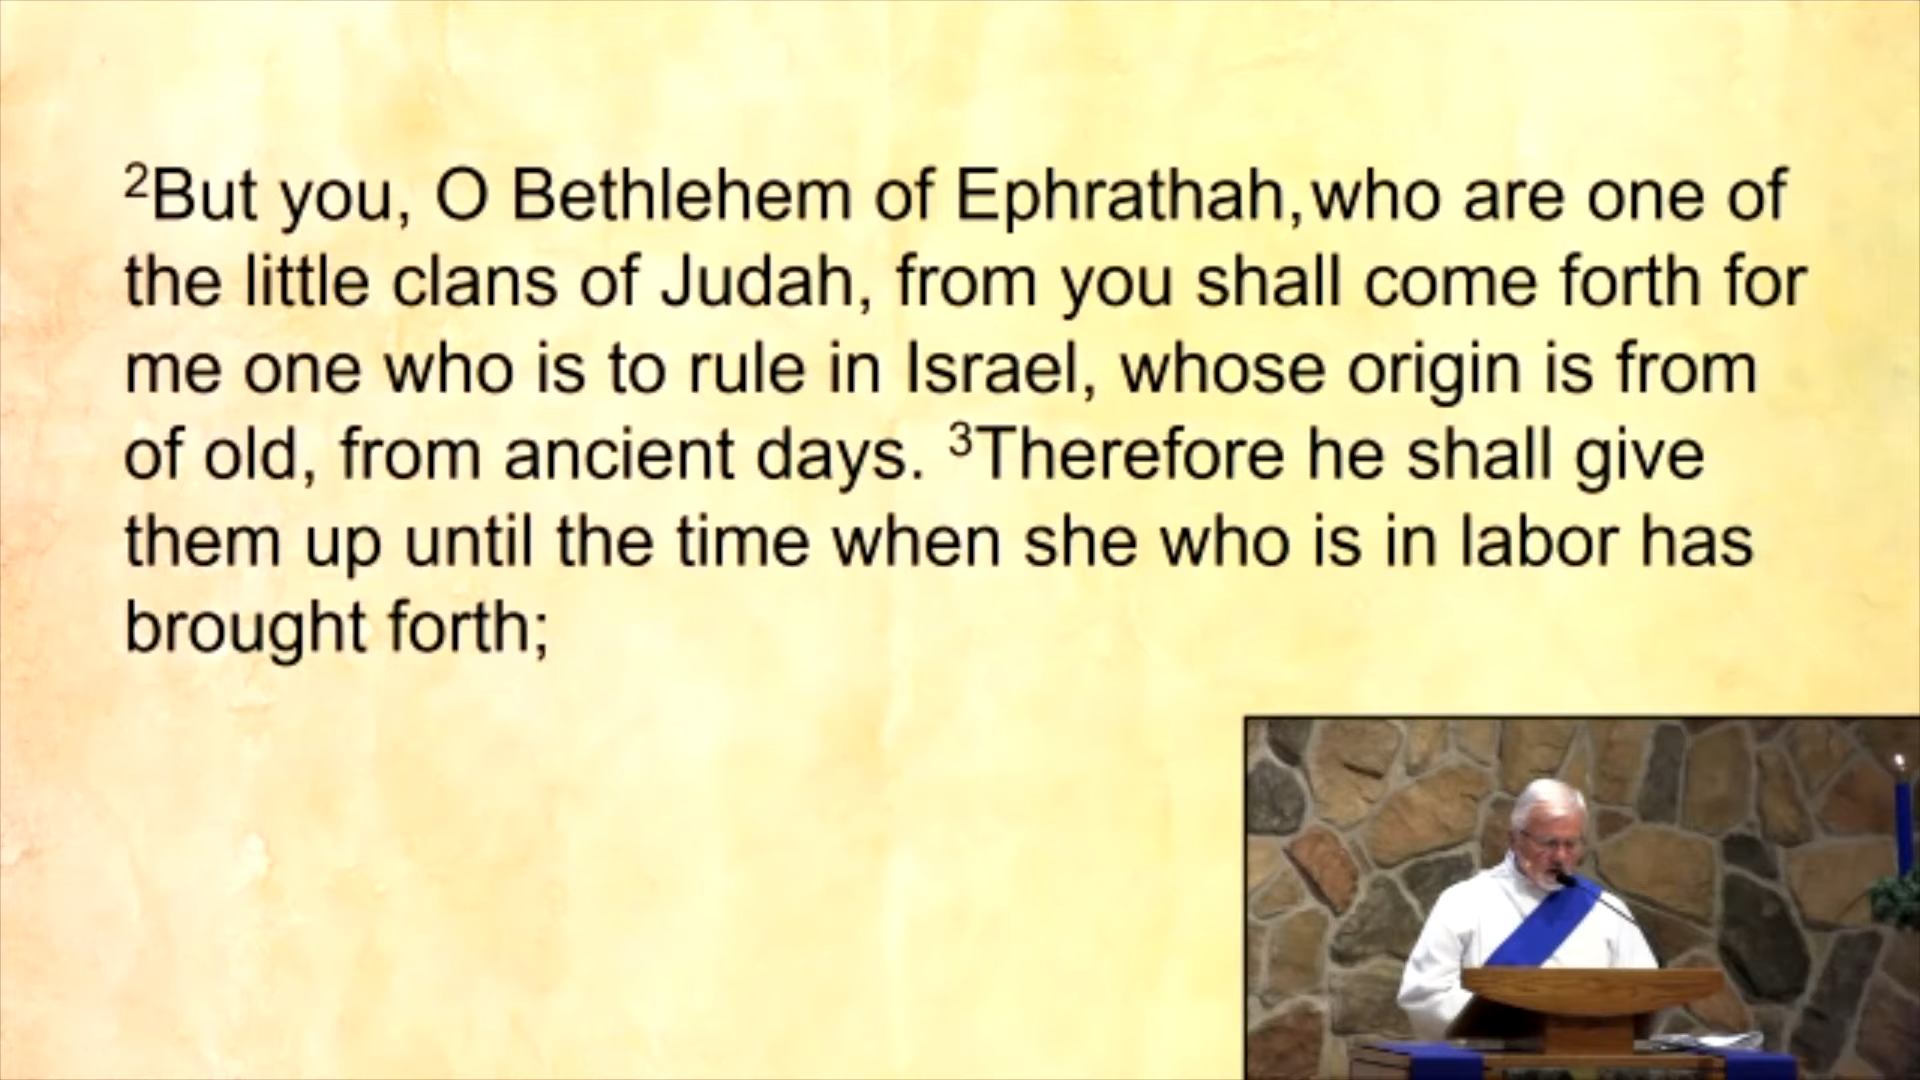 ²But you, O Bethlehem of Ephrathah,who are one of
the little clans of Judah, from you shall come forth for
me one who is to rule in Israel, whose origin is from
of old, from ancient days. ³Therefore he shall give
them up until the time when she who is in labor has
brought forth;